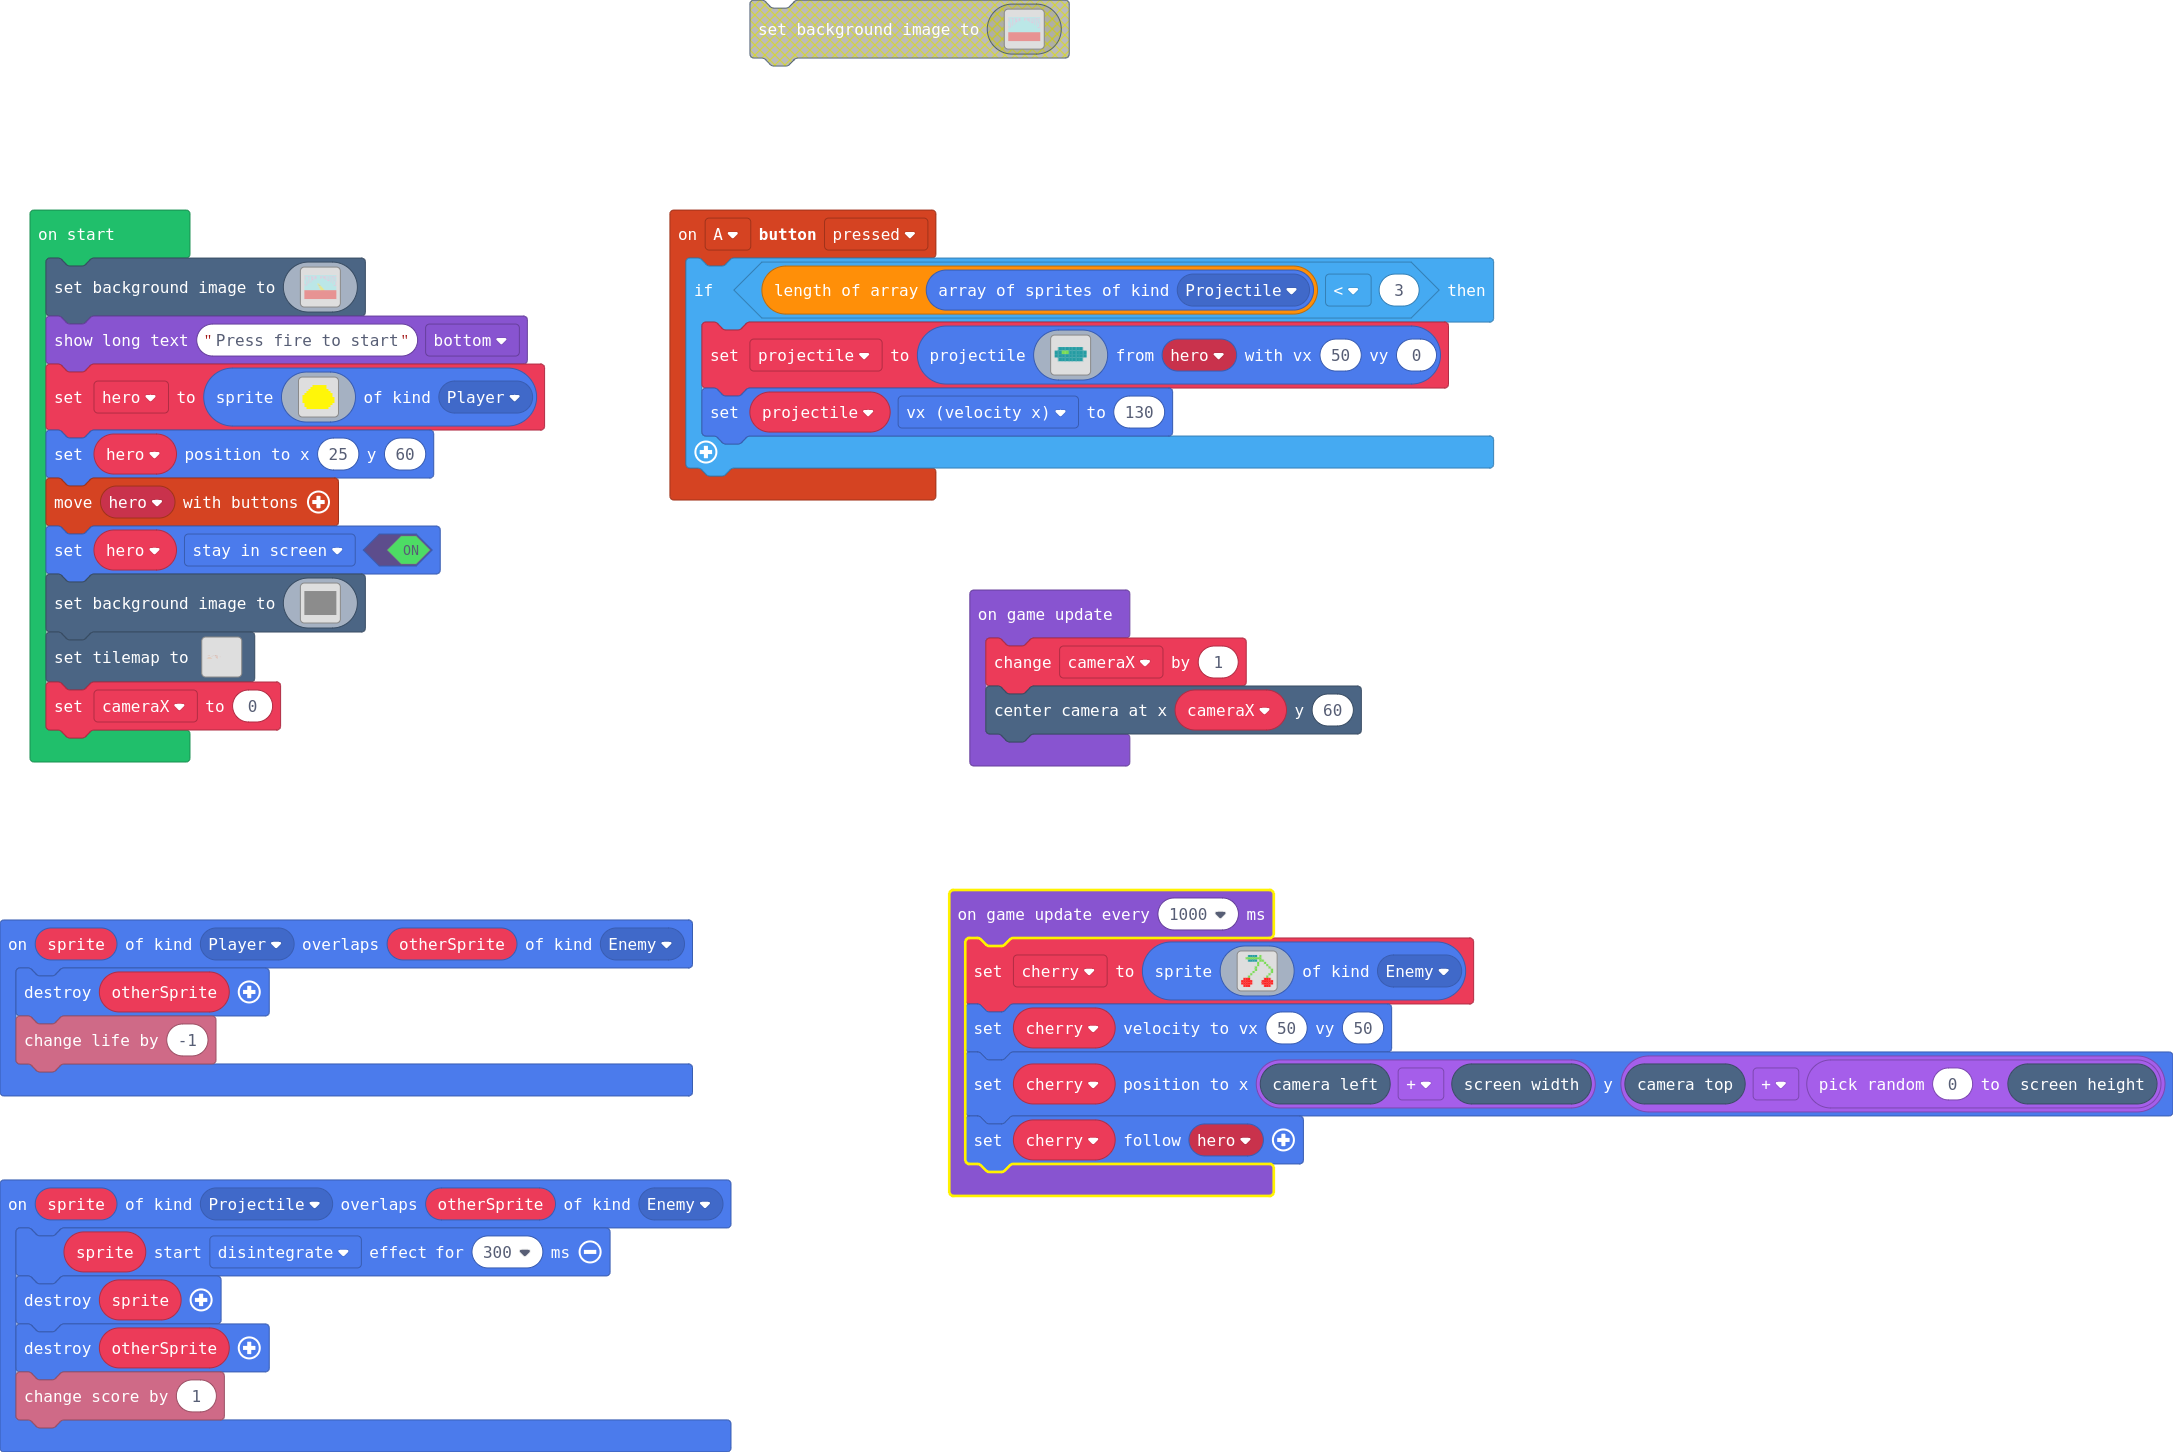 set background image to
on start
set background image to
show long text "Press fire to start" bottom
set hero to sprite of kind Player
set hero position to x 25 y 60
move hero with buttons
set hero stay in screen ON
set background image to
set tilemap to
set cameraX to 0
on A button pressed
if length of array array of sprites of kind Projectile < 3 then
set projectile to projectile from hero with vx 50 vy 0
set projectile vx (velocity x) to 130
on game update
change cameraX by 1
center camera at x cameraX y 60
on sprite of kind Player overlaps otherSprite of kind Enemy
destroy otherSprite
change life by -1
on game update every 1000 ms
set cherry to sprite of kind Enemy
set cherry velocity to vx 50 vy 50
set cherry position to x camera left + screen width y camera top + pick random 0 to screen height
set cherry follow hero
on sprite of kind Projectile overlaps otherSprite of kind Enemy
sprite start disintegrate effect for 300 ms
destroy sprite
destroy otherSprite
change score by 1